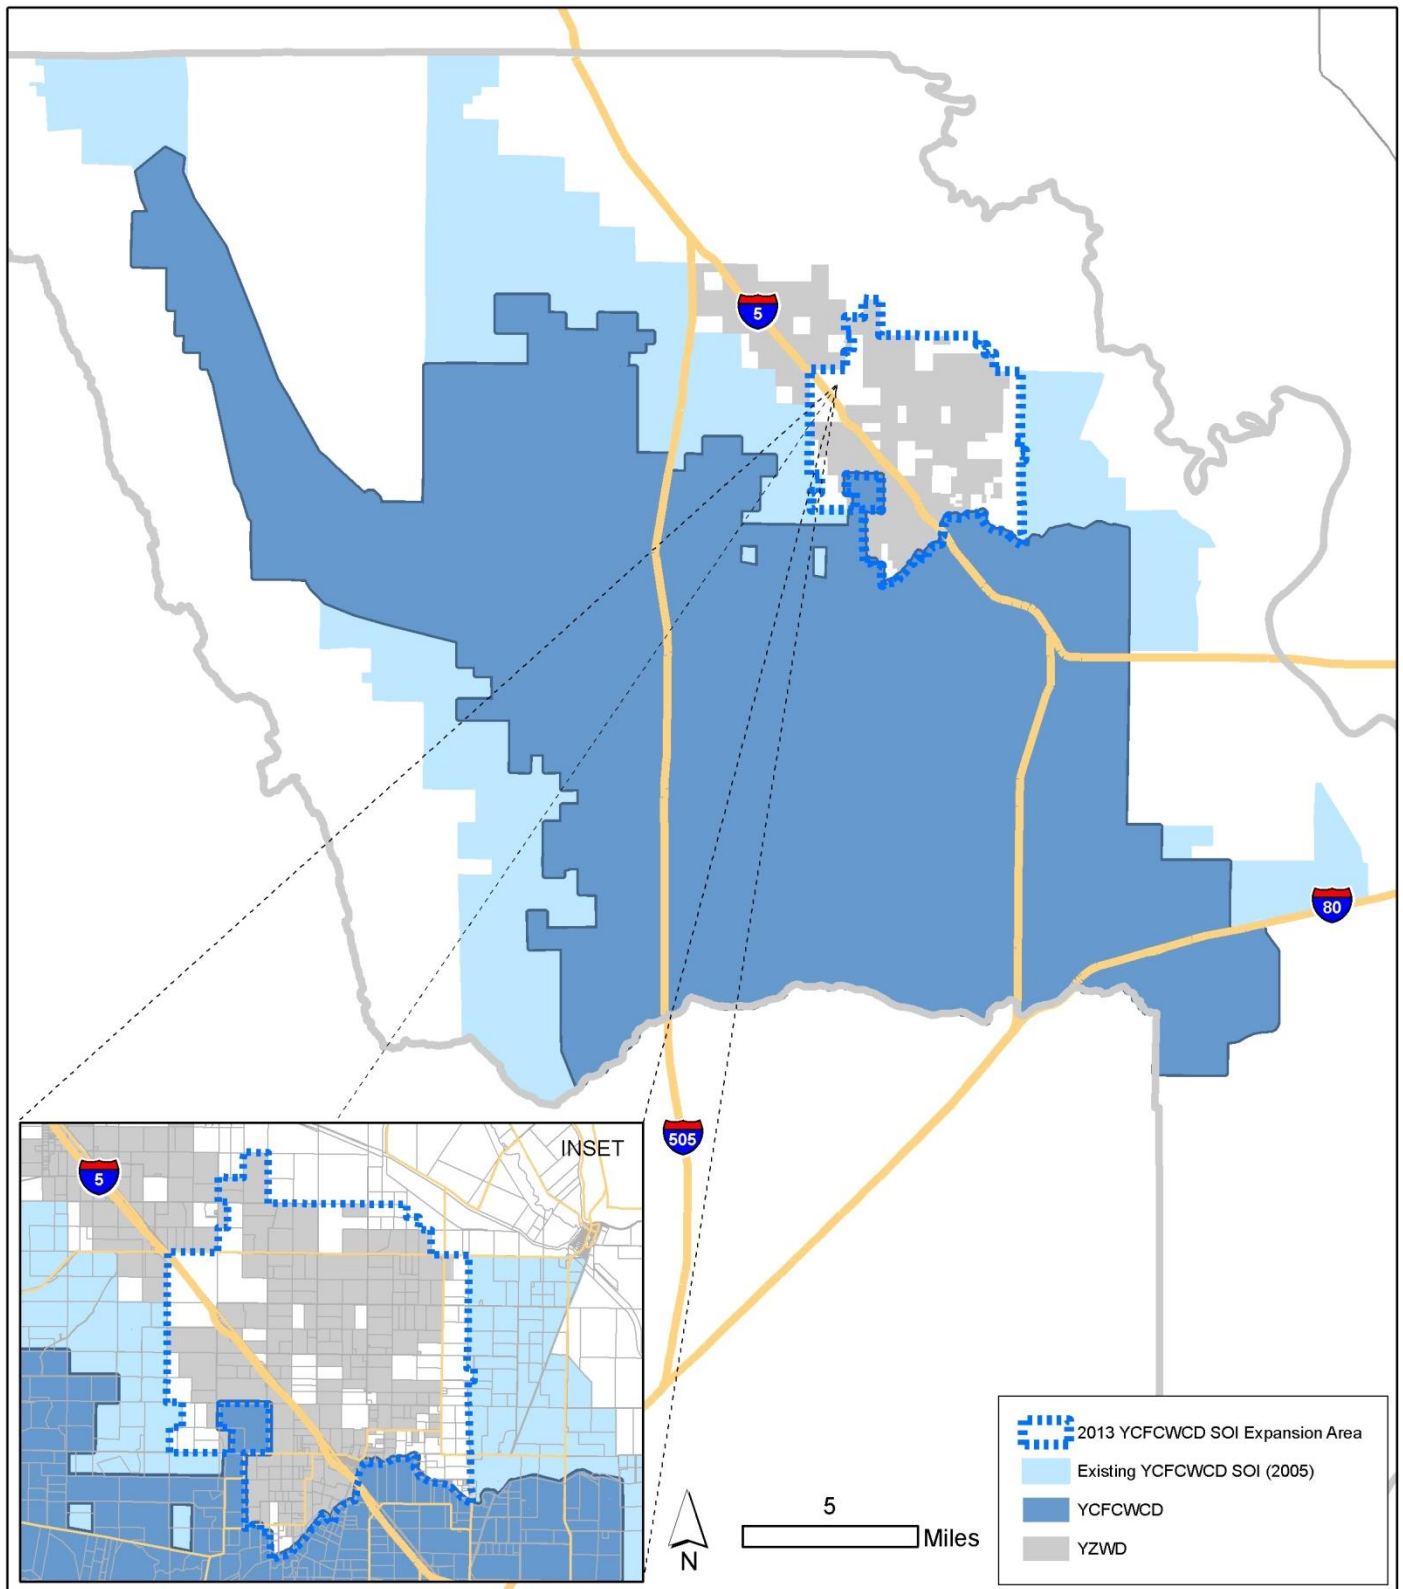 5
80
505
INSET
5
2013 YCFCWCD SOI Expansion Area
Existing YCFCWCD SOI (2005)
YCFCWCD
YZWD
5
Miles
N